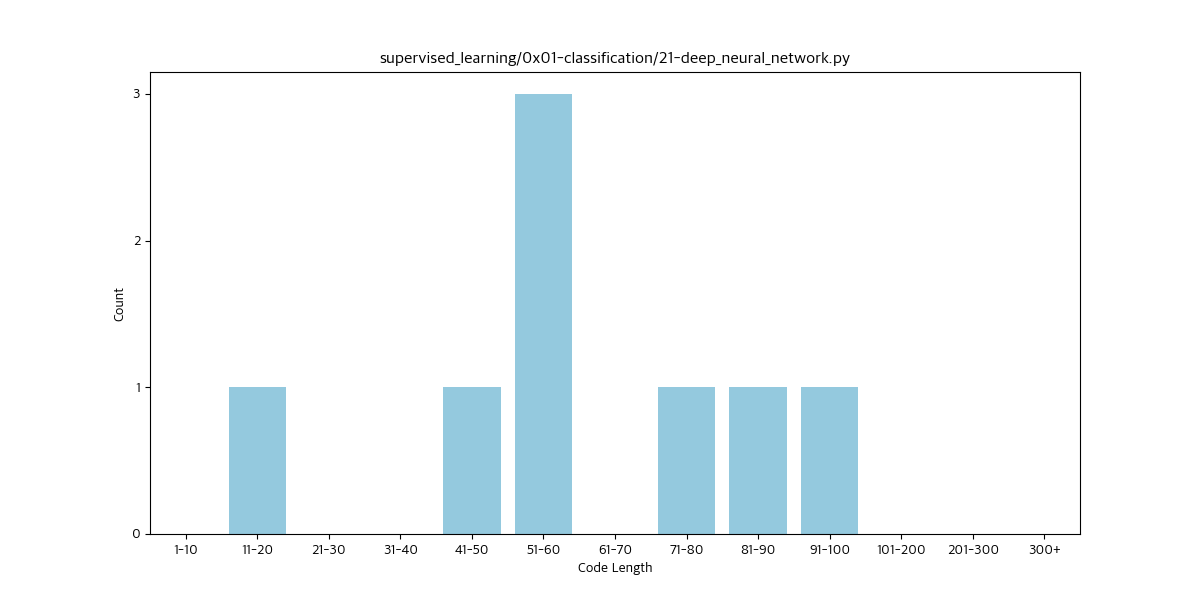 supervised_learning/0x01-classification/21-deep_neural_network.py
3
2
1
0
Count
1-10 11-20 21-30 31-40 41-50 51-60 61-70 71-80 81-90 91-100 101-200 201-300 300+
Code Length